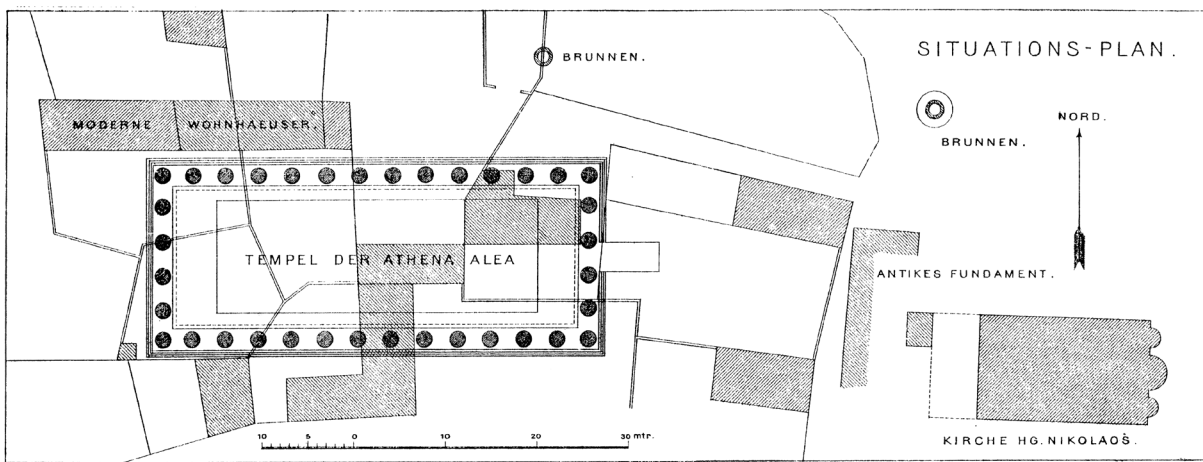 SITUATIONS-PLAN.
BRUNNEN.
NORD.
BRUNNEN.
MODERNE WOHNHAEUSER.
TEMPEL DER ATHENA ALEA
ANTIKES FUNDAMENT.
10 5 0 10 20 30 mtr.
KIRCHE HG. NIKOLAOS.